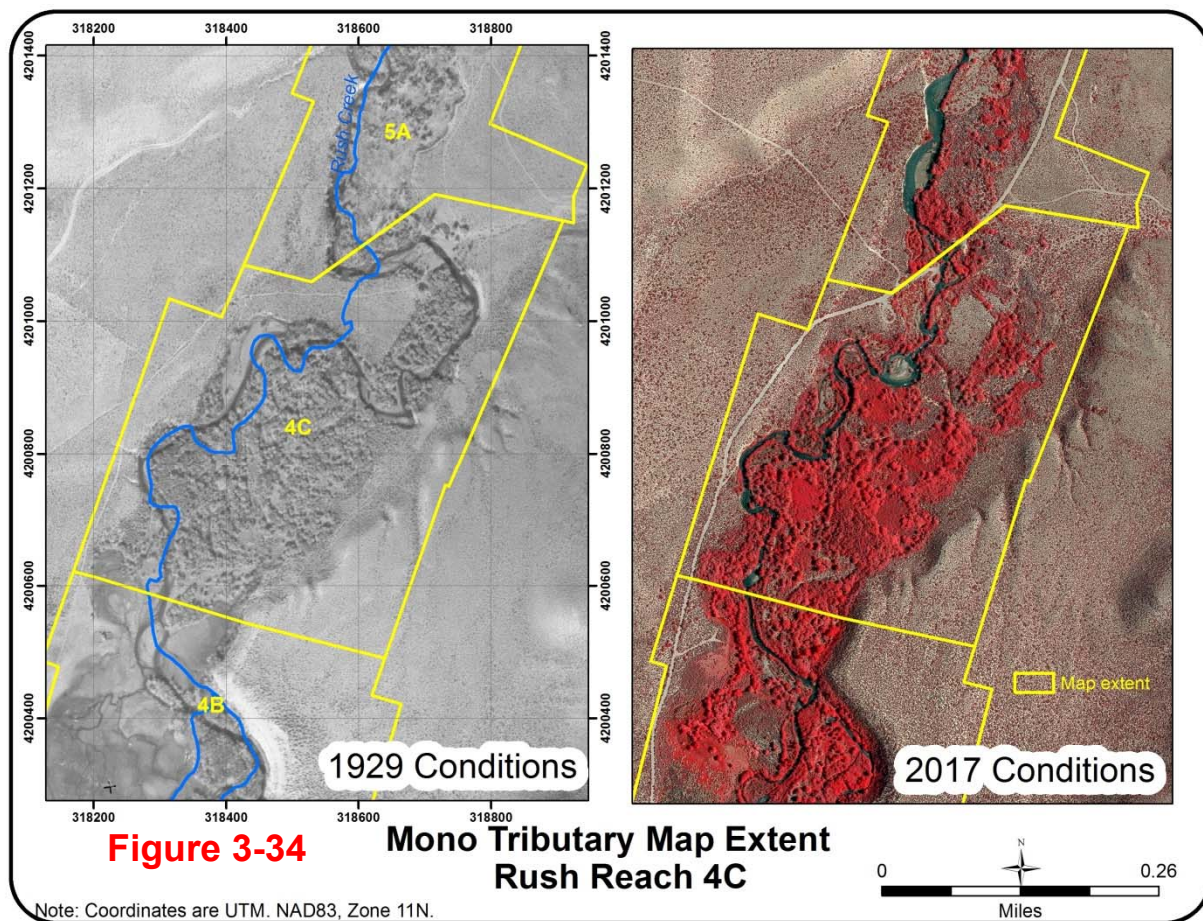 318200 318400 318600 318800
4201400 4201400
4201200 4201200
4201000 4201000
4200800 4200800
4200600 4200600
4200400 4200400
Rush Creek
5A
4C
4B
1929 Conditions
318200 318400 318600 318800
Map extent
2017 Conditions
Figure 3-34
Mono Tributary Map Extent
Rush Reach 4C
N
0 0.26
Miles
Note: Coordinates are UTM. NAD83, Zone 11N.